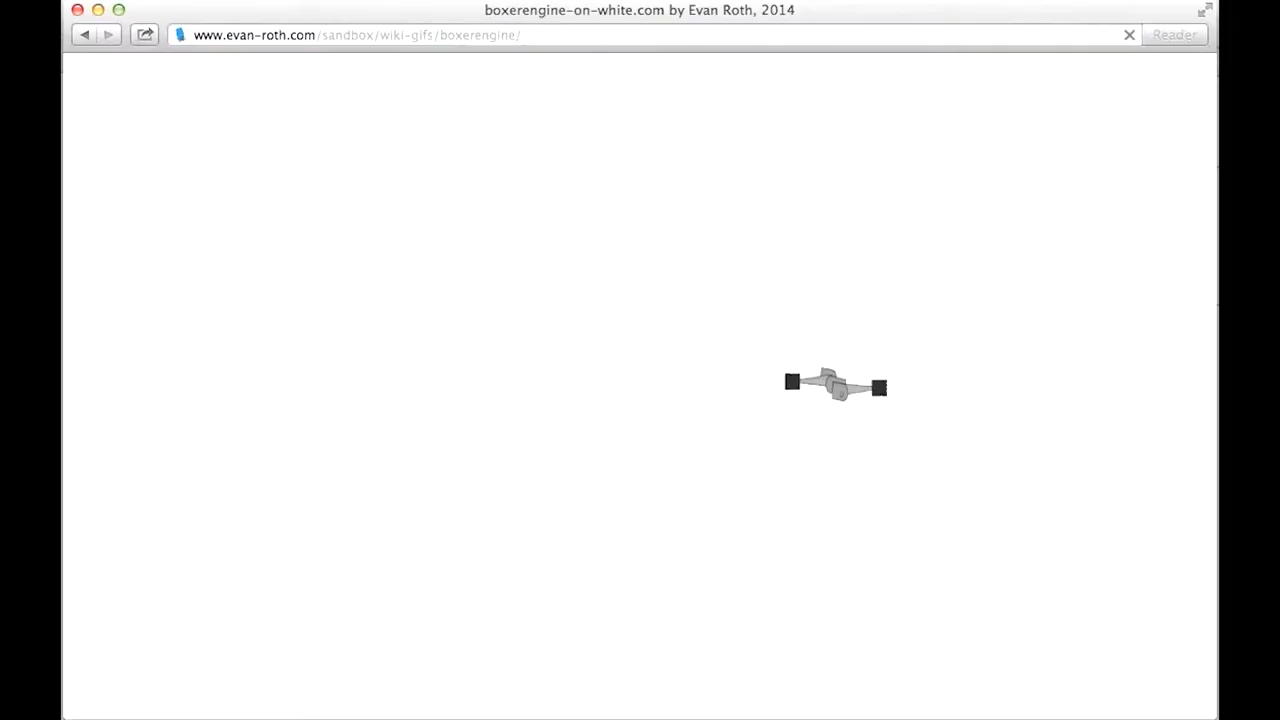 boxerengine-on-white.com by Evan Roth, 2014
www.evan-roth.com/sandbox/wiki-gifs/boxerengine/
Reader